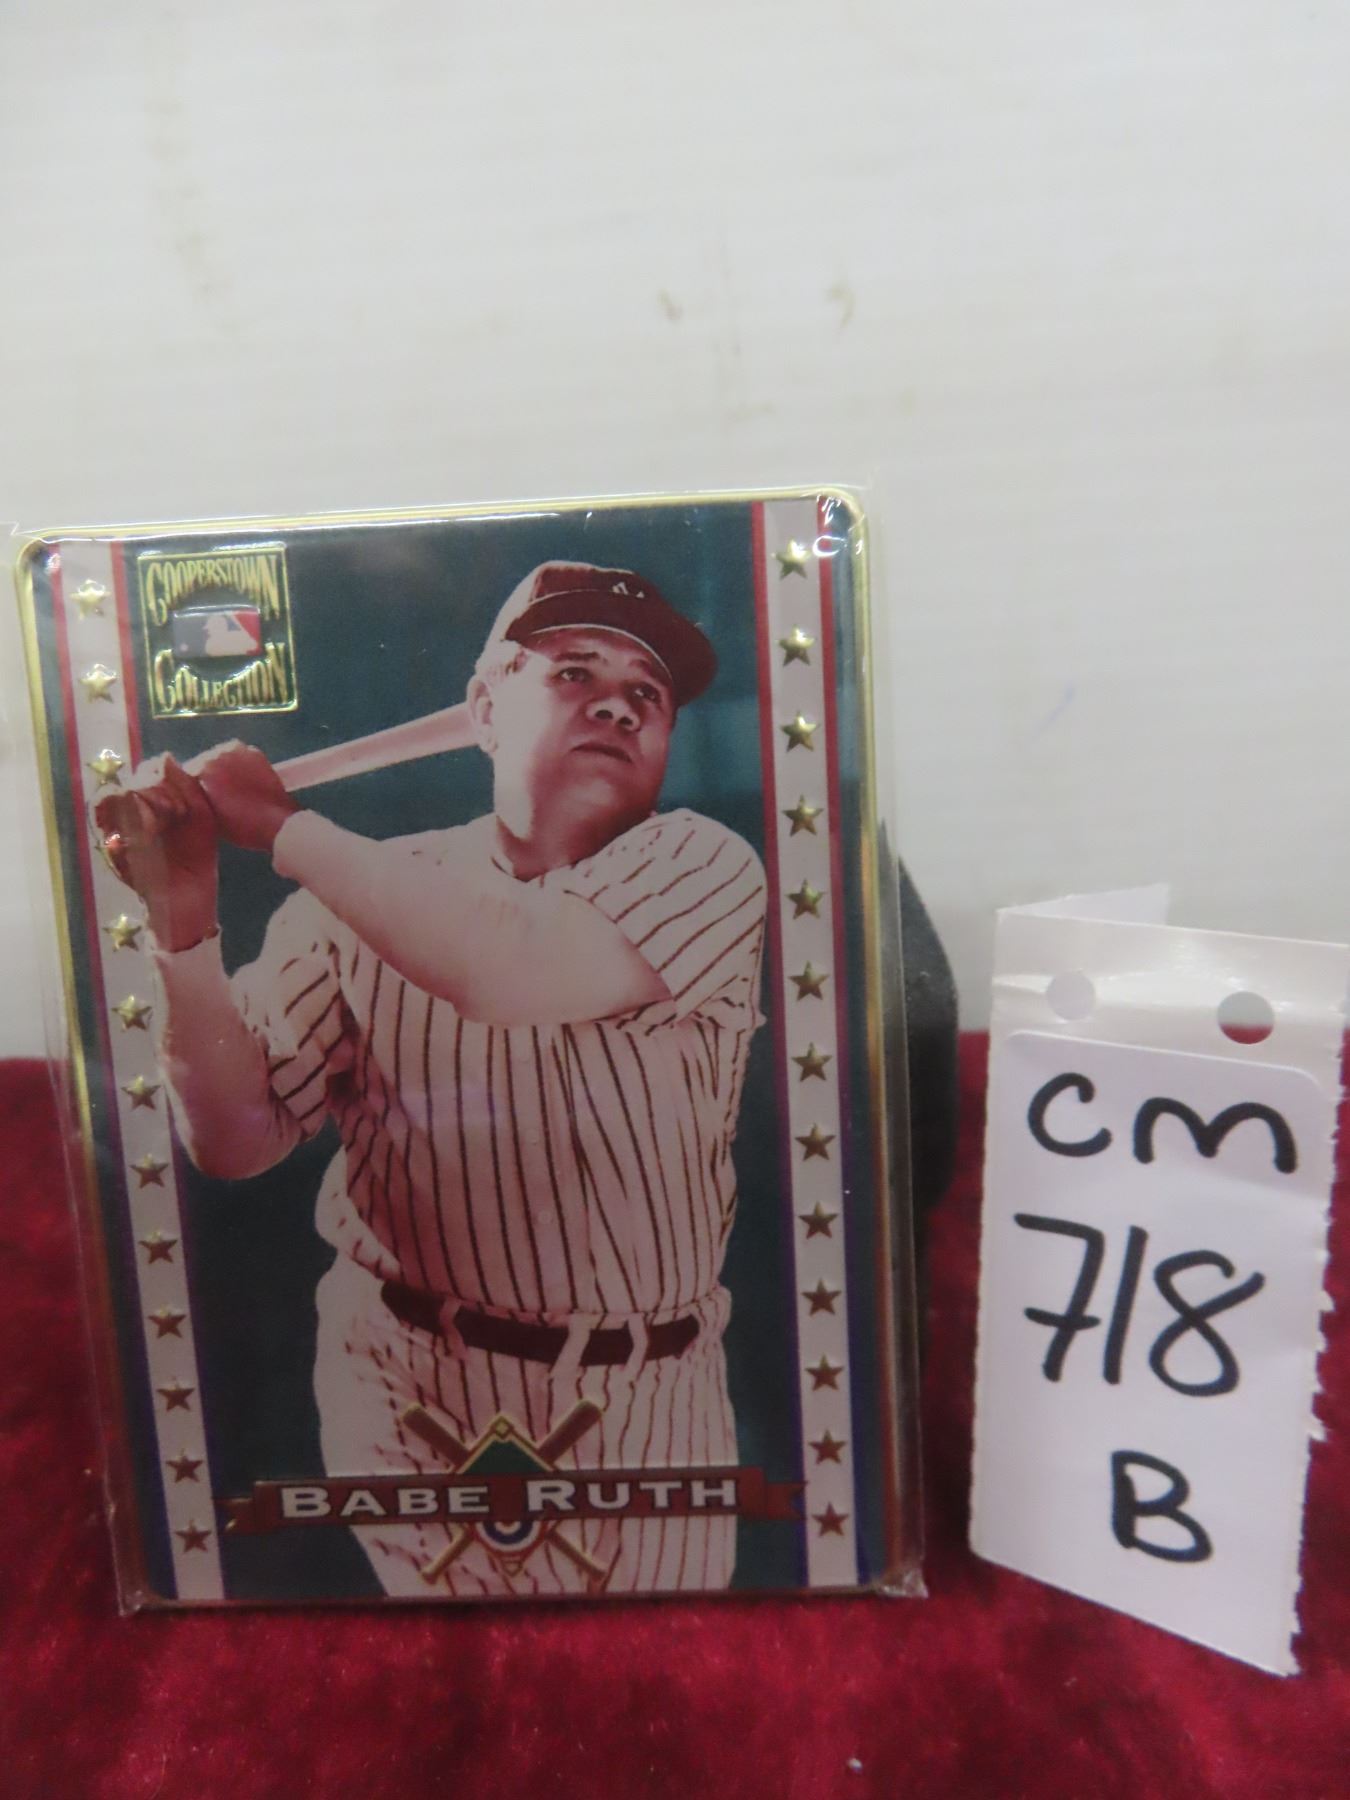 COOPERSTOWN
COLLECTION
BABE RUTH
CM
718
B